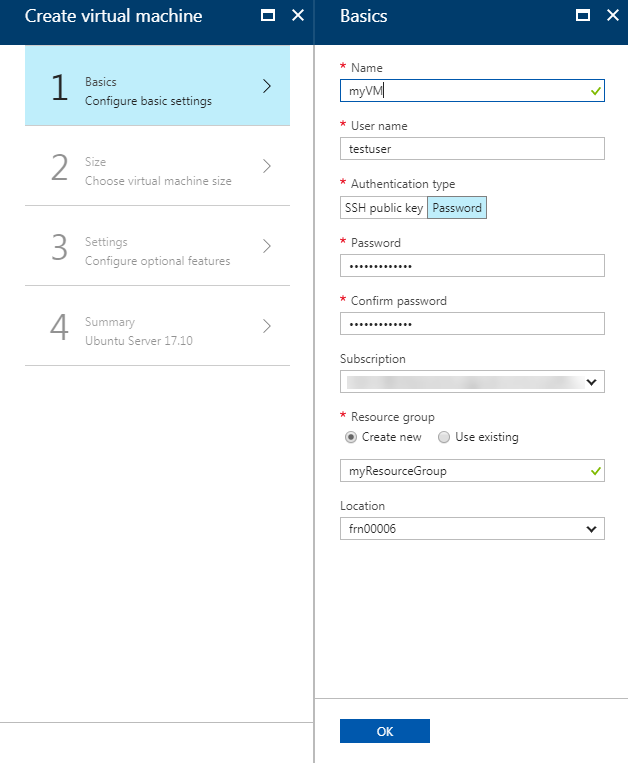 Create virtual machine
1
Basics
Configure basic settings
2
Size
Choose virtual machine size
3
Settings
Configure optional features
4
Summary
Ubuntu Server 17.10
Basics
* Name
myVM
* User name
testuser
* Authentication type
SSH public key Password
* Password
•••••••••••••
* Confirm password
•••••••••••••
Subscription
* Resource group
Create new Use existing
myResourceGroup
Location
frn00006
OK